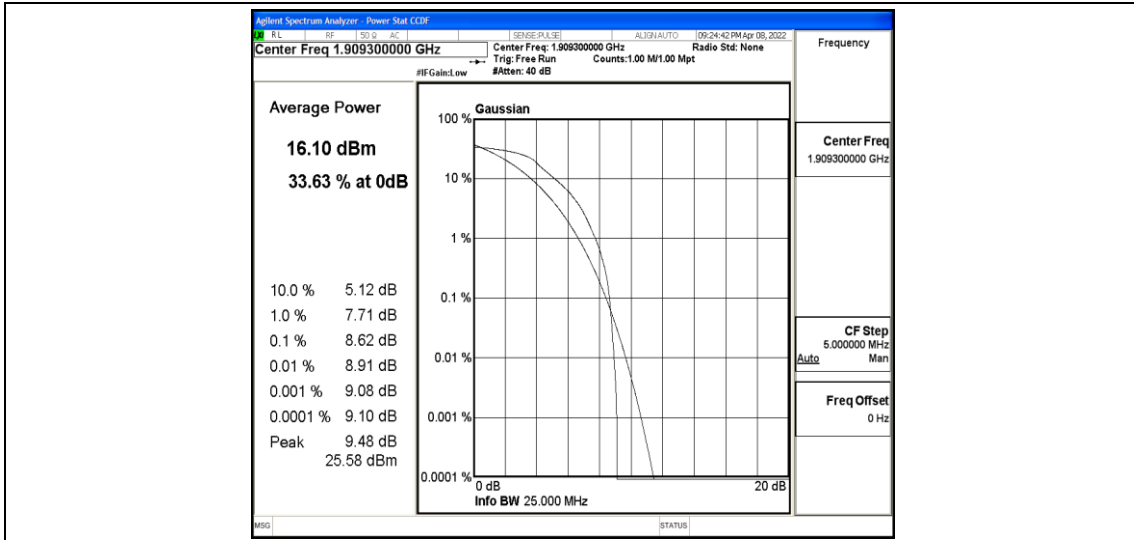 Agilent Spectrum Analyzer - Power Stat CCDF
LXI RL RF 50 Ω AC SENSE:PULSE ALIGNAUTO 09:24:42 PM Apr 08, 2022
Center Freq 1.909300000 GHz
Center Freq: 1.909300000 GHz Radio Std: None
Trig: Free Run Counts:1.00 M/1.00 Mpt
#IFGain:Low #Atten: 40 dB
Average Power
16.10 dBm
33.63 % at 0dB
10.0 % 5.12 dB
1.0 % 7.71 dB
0.1 % 8.62 dB
0.01 % 8.91 dB
0.001 % 9.08 dB
0.0001 % 9.10 dB
Peak 9.48 dB
25.58 dBm
Gaussian
100 %
10 %
1 %
0.1 %
0.01 %
0.001 %
0.0001 %
0 dB 20 dB
Info BW 25.000 MHz
Frequency
Center Freq
1.909300000 GHz
CF Step
5.000000 MHz
Auto Man
Freq Offset
0 Hz
MSG STATUS